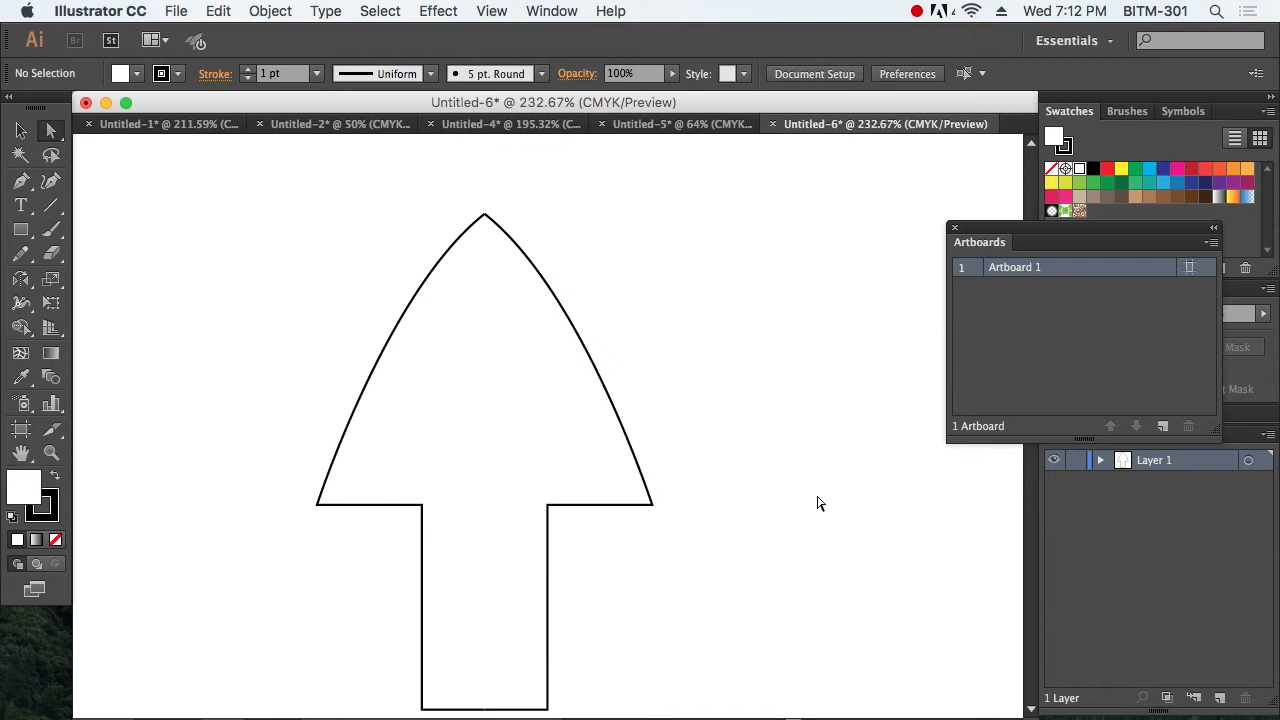 Illustrator CC File Edit Object Type Select Effect View Window Help 4 Wed 7:12 PM BITM-301
Ai Br St Essentials
No Selection Stroke: 1 pt Uniform 5 pt. Round Opacity: 100% Style: Document Setup Preferences
Untitled-6* @ 232.67% (CMYK/Preview)
Untitled-1* @ 211.59% (C... Untitled-2* @ 50% (CMYK... Untitled-4* @ 195.32% (C... Untitled-5* @ 64% (CMYK... Untitled-6* @ 232.67% (CMYK/Preview)
Swatches Brushes Symbols
Artboards
1 Artboard 1
Mask
t Mask
1 Artboard
Layer 1
1 Layer